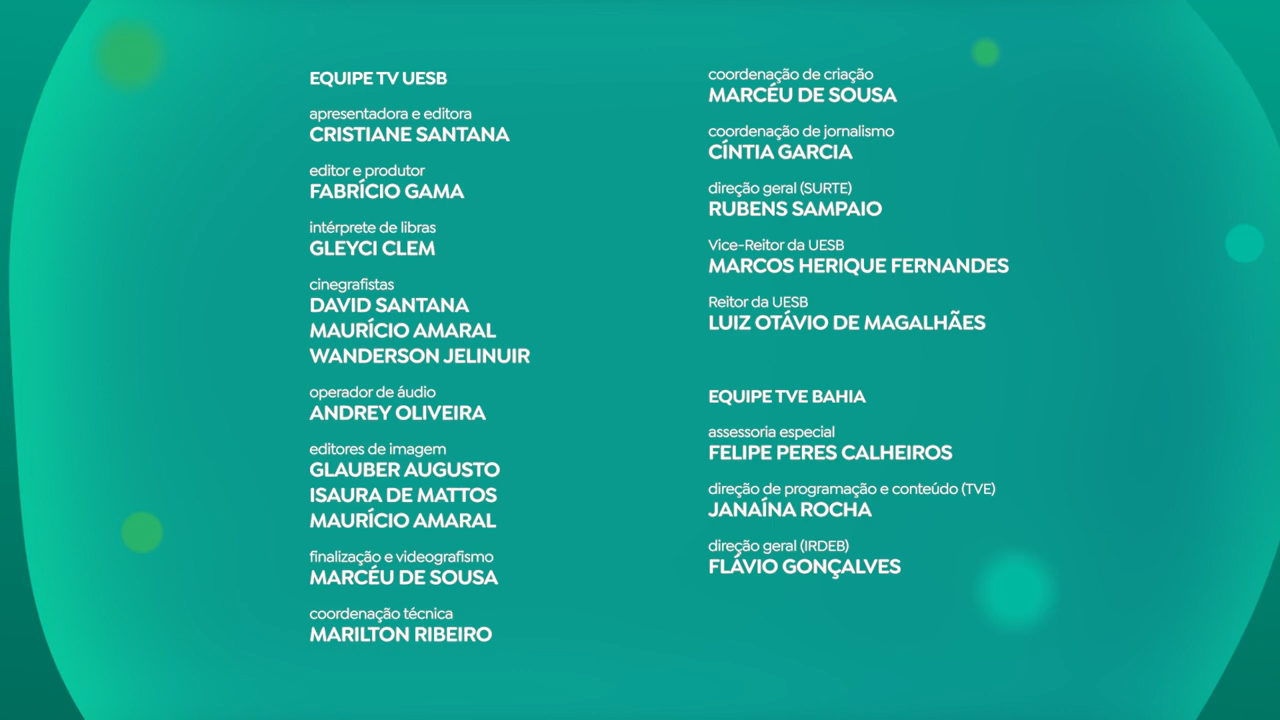 EQUIPE TV UESB
apresentadora e editora
CRISTIANE SANTANA
editor e produtor
FABRÍCIO GAMA
intérprete de libras
GLEYCI CLEM
cinegrafistas
DAVID SANTANA
MAURÍCIO AMARAL
WANDERSON JELINUIR
operador de áudio
ANDREY OLIVEIRA
editores de imagem
GLAUBER AUGUSTO
ISAURA DE MATTOS
MAURÍCIO AMARAL
finalização e videografismo
MARCÉU DE SOUSA
coordenação técnica
MARILTON RIBEIRO
coordenação de criação
MARCÉU DE SOUSA
coordenação de jornalismo
CÍNTIA GARCIA
direção geral (SURTE)
RUBENS SAMPAIO
Vice-Reitor da UESB
MARCOS HERIQUE FERNANDES
Reitor da UESB
LUIZ OTÁVIO DE MAGALHÃES
EQUIPE TVE BAHIA
assessoria especial
FELIPE PERES CALHEIROS
direção de programação e conteúdo (TVE)
JANAÍNA ROCHA
direção geral (IRDEB)
FLÁVIO GONÇALVES